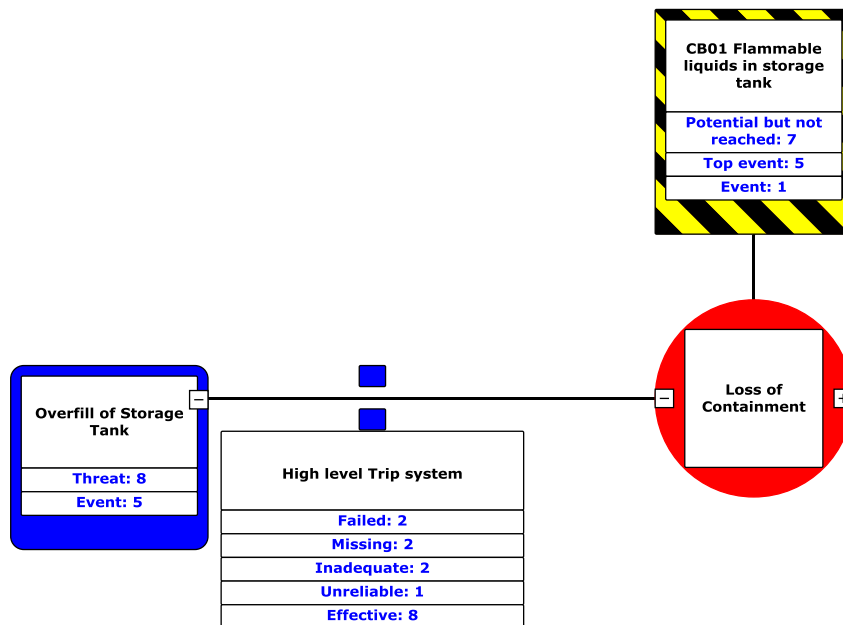 CB01 Flammable
liquids in storage
tank
Potential but not
reached: 7
Top event: 5
Event: 1
Overfill of Storage
Tank
Threat: 8
Event: 5
High level Trip system
Failed: 2
Missing: 2
Inadequate: 2
Unreliable: 1
Effective: 8
Loss of
Containment